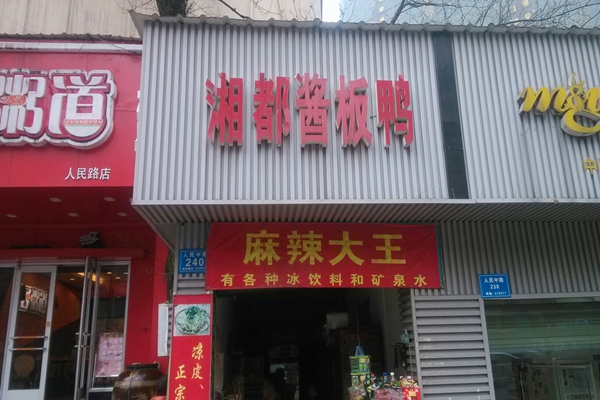 粥道
人民路店
湘都酱板鸭
m&g
麻辣大王
有各种冰饮料和矿泉水
人民中路
240
人民中路
238
凉皮、
正宗